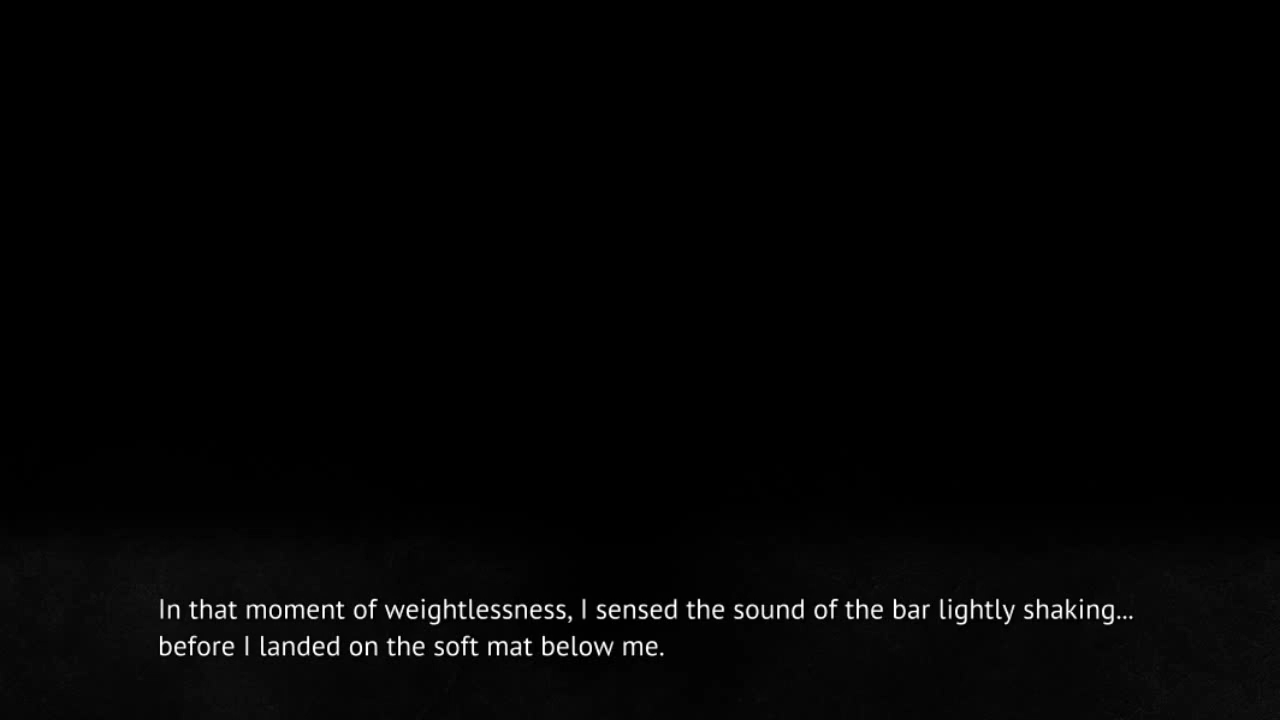 In that moment of weightlessness, I sensed the sound of the bar lightly shaking...
before I landed on the soft mat below me.